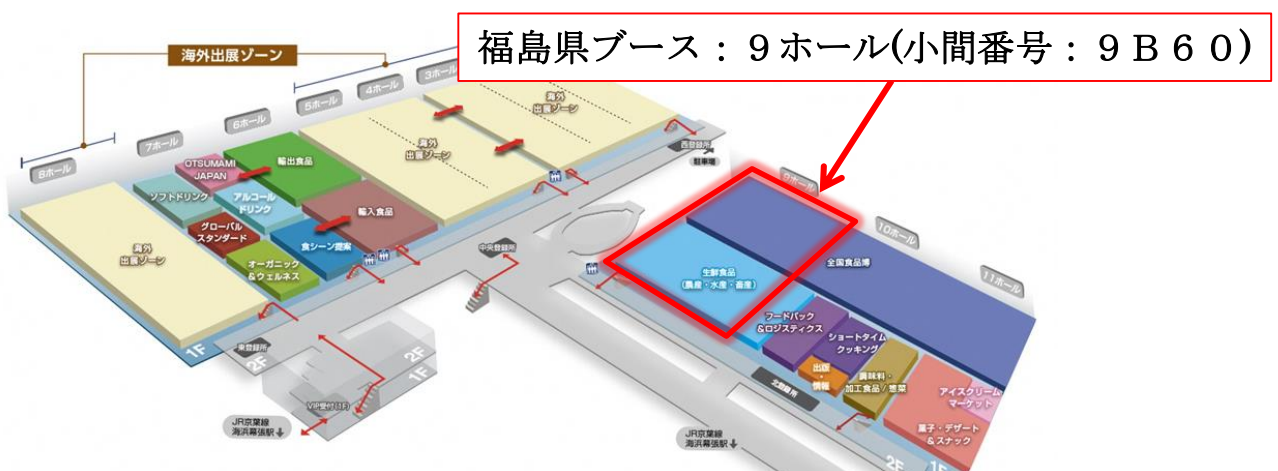 福島県ブース：９ホール(小間番号：９Ｂ６０)
海外出展ゾーン
3ホール
4ホール
5ホール
6ホール
7ホール
8ホール
海外
出展ゾーン
海外
出展ゾーン
輸出食品
OTSUMAMI
JAPAN
ソフトドリンク
アルコール
ドリンク
輸入食品
グローバル
スタンダード
食シーン提案
オーガニック
&ウェルネス
海外
出展ゾーン
西登録所
駐車場
中央登録所
東登録所
1F
2F
2F
1F
VIP受付(1F)
JR京葉線
海浜幕張駅
9ホール
10ホール
11ホール
全国食品博
生鮮食品
(農産・水産・畜産)
フードパック
&ロジスティクス
ショートタイム
クッキング
出版
・
情報
調味料・
加工食品/惣菜
北登録所
アイスクリーム
マーケット
菓子・デザート
&スナック
JR京葉線
海浜幕張駅
2F
1F